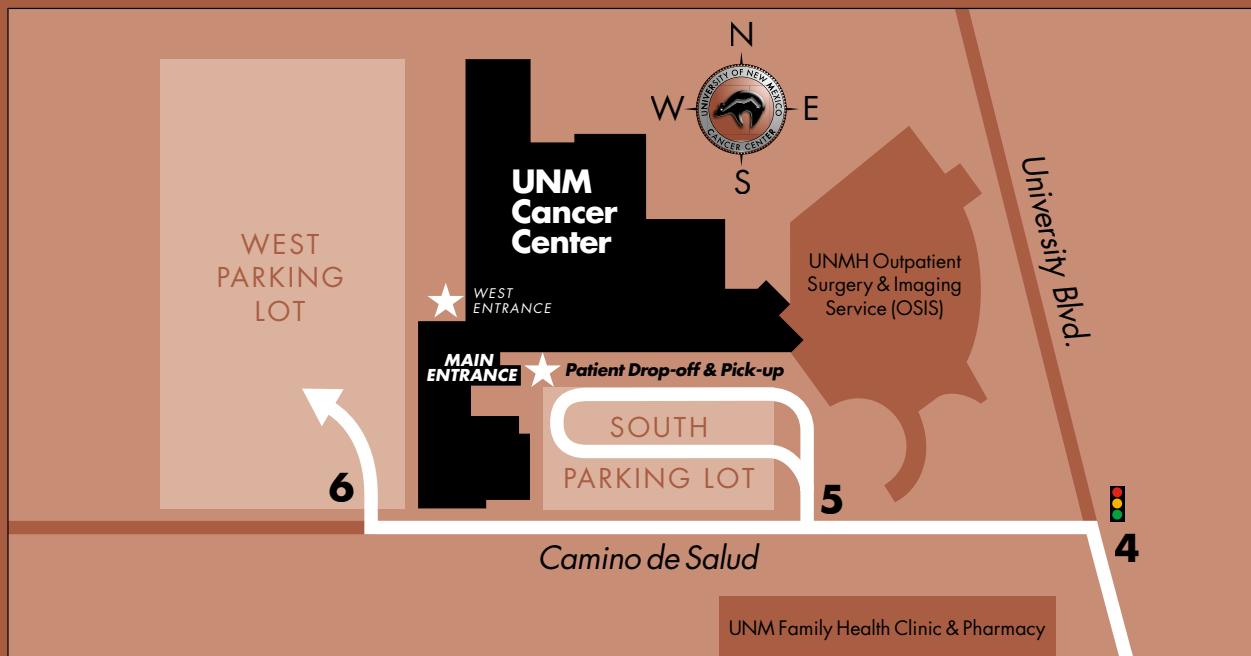 N
W
E
S
UNIVERSITY OF NEW MEXICO
CANCER CENTER
UNM
Cancer
Center
WEST
PARKING
LOT
WEST
ENTRANCE
MAIN
ENTRANCE
Patient Drop-off & Pick-up
UNMH Outpatient
Surgery & Imaging
Service (OSIS)
University Blvd.
SOUTH
PARKING LOT
6
5
4
Camino de Salud
UNM Family Health Clinic & Pharmacy